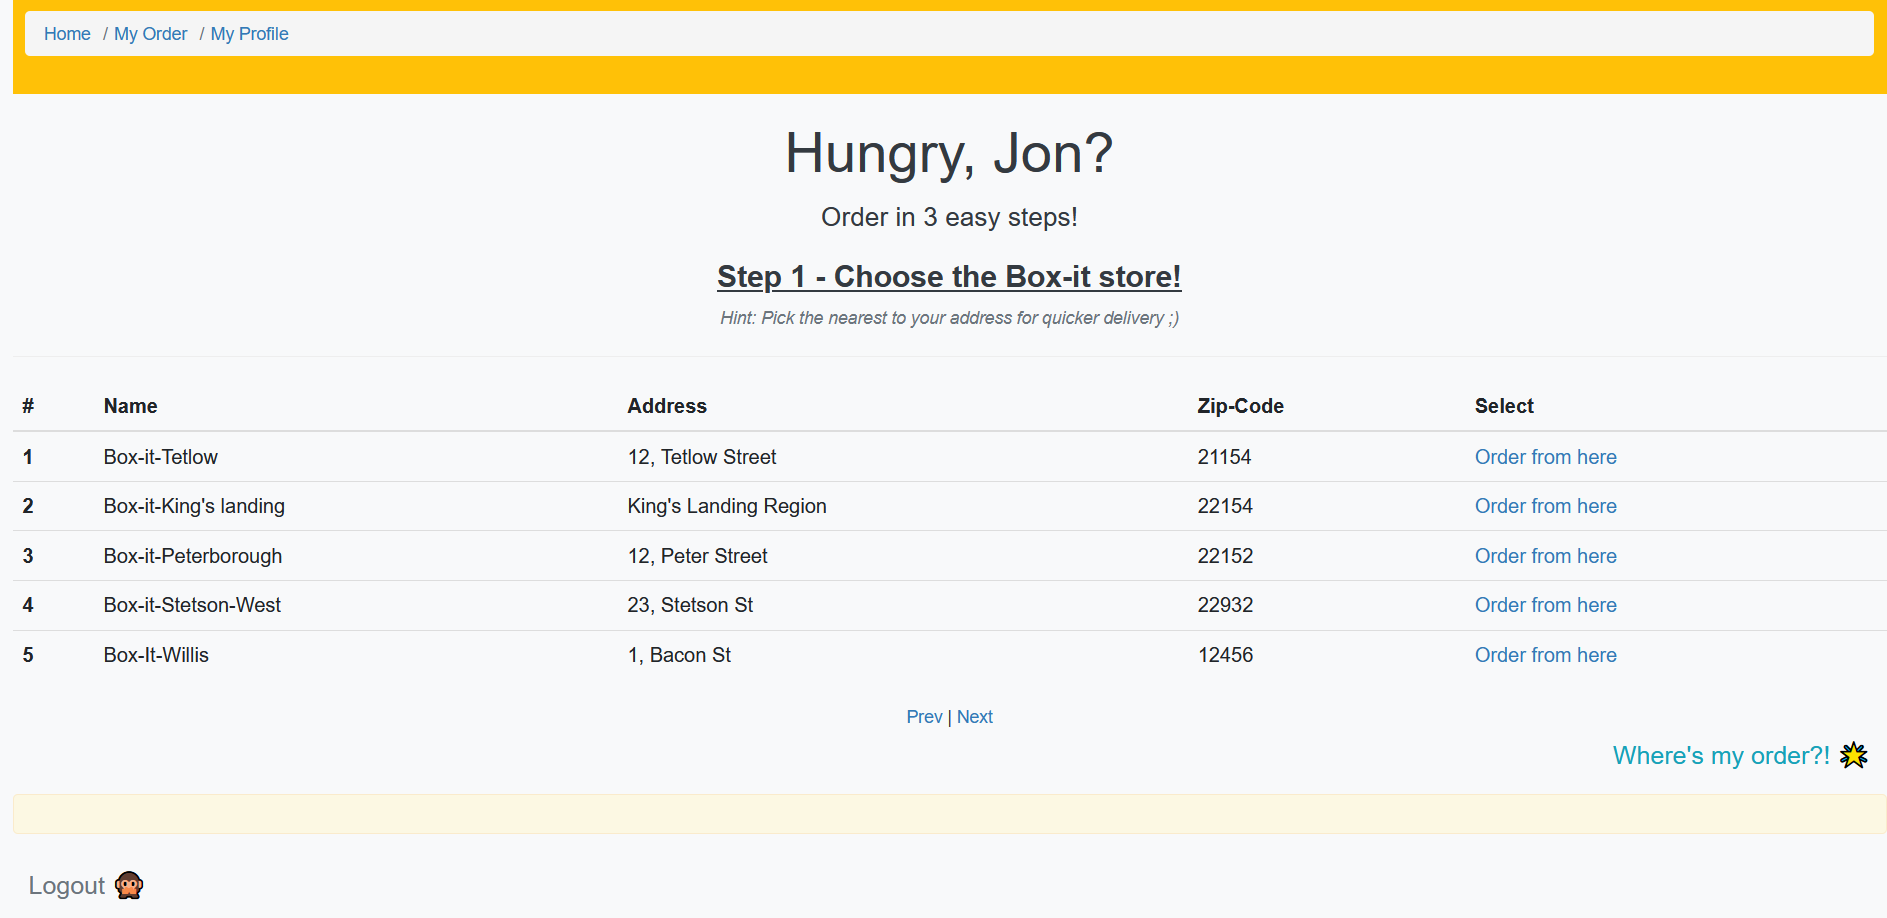 Home / My Order / My Profile
Hungry, Jon?
Order in 3 easy steps!
Step 1 - Choose the Box-it store!
Hint: Pick the nearest to your address for quicker delivery ;)
# Name Address Zip-Code Select
1 Box-it-Tetlow 12, Tetlow Street 21154 Order from here
2 Box-it-King's landing King's Landing Region 22154 Order from here
3 Box-it-Peterborough 12, Peter Street 22152 Order from here
4 Box-it-Stetson-West 23, Stetson St 22932 Order from here
5 Box-It-Willis 1, Bacon St 12456 Order from here
Prev | Next
Where's my order?!
Logout